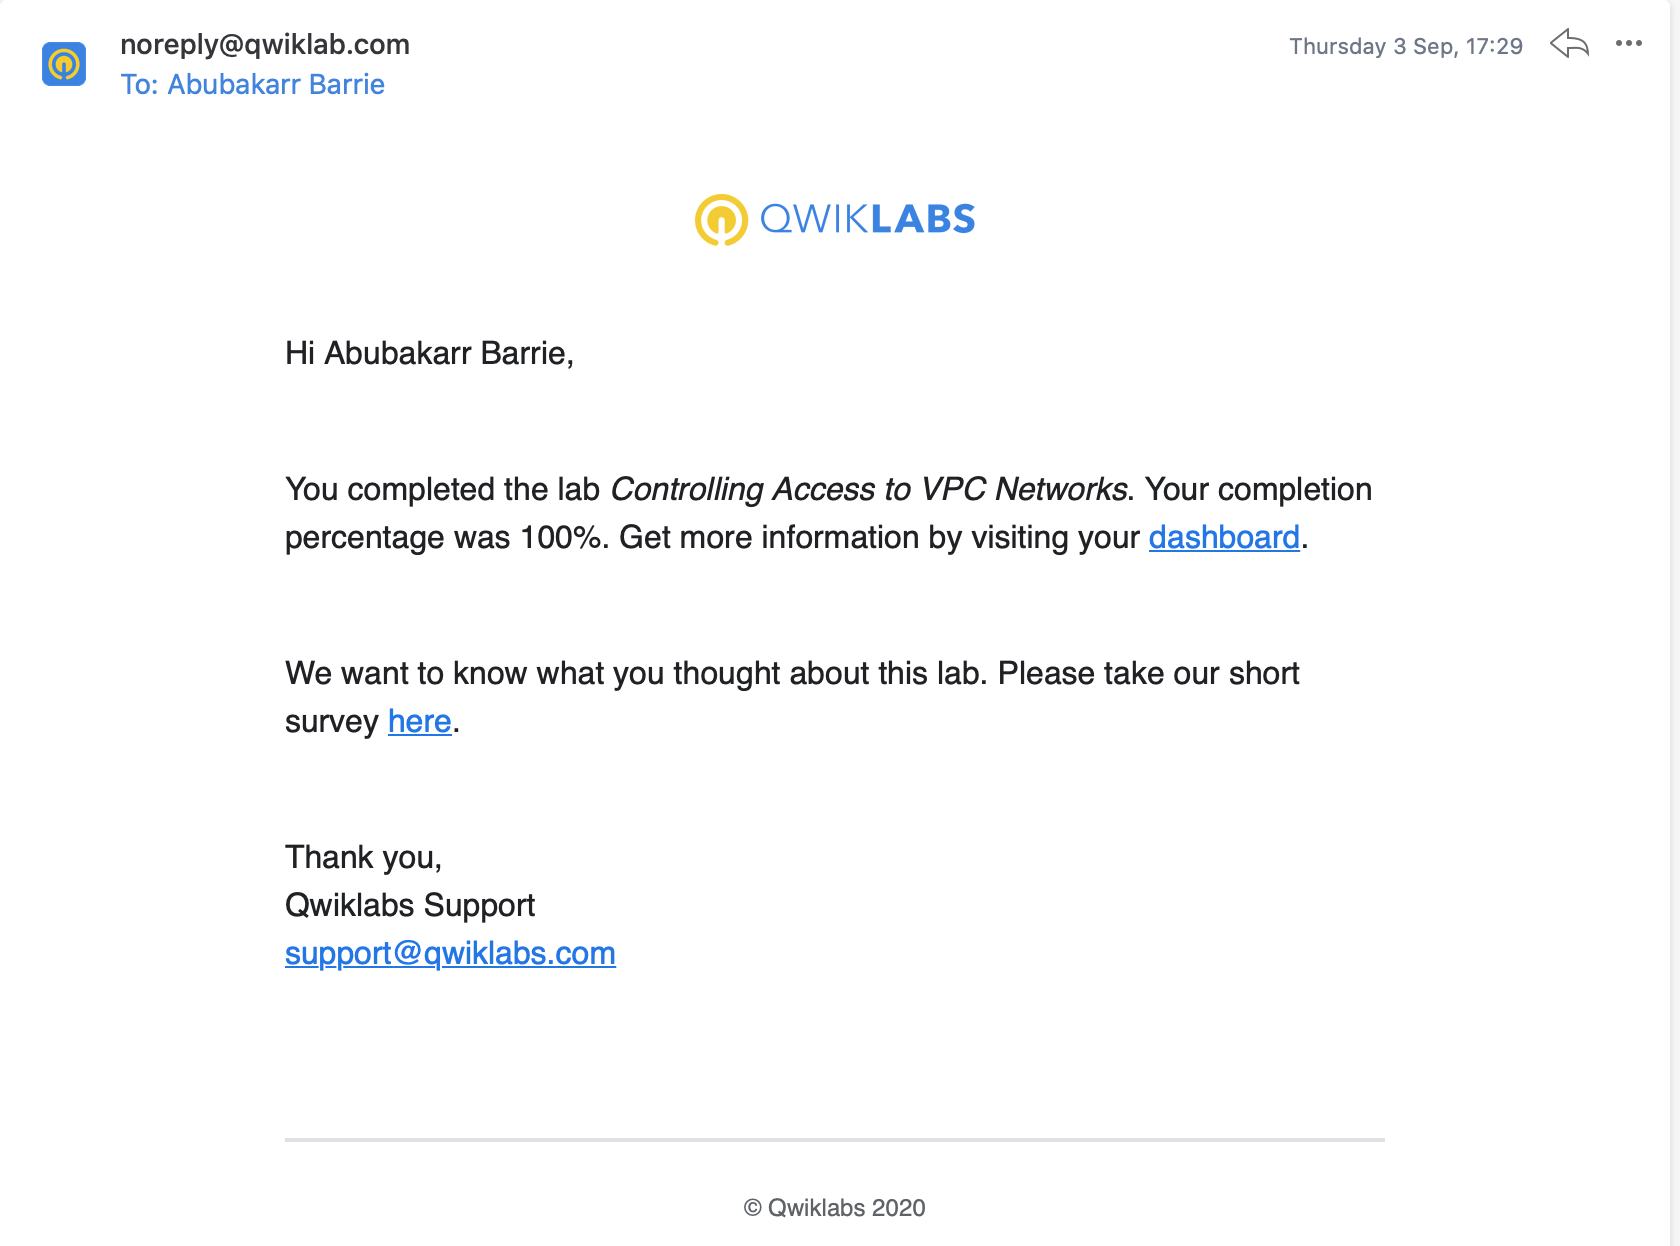 noreply@qwiklab.com
Thursday 3 Sep, 17:29
To: Abubakarr Barrie
QWIKLABS
Hi Abubakarr Barrie,
You completed the lab Controlling Access to VPC Networks. Your completion
percentage was 100%. Get more information by visiting your dashboard.
We want to know what you thought about this lab. Please take our short
survey here.
Thank you,
Qwiklabs Support
support@qwiklabs.com
© Qwiklabs 2020